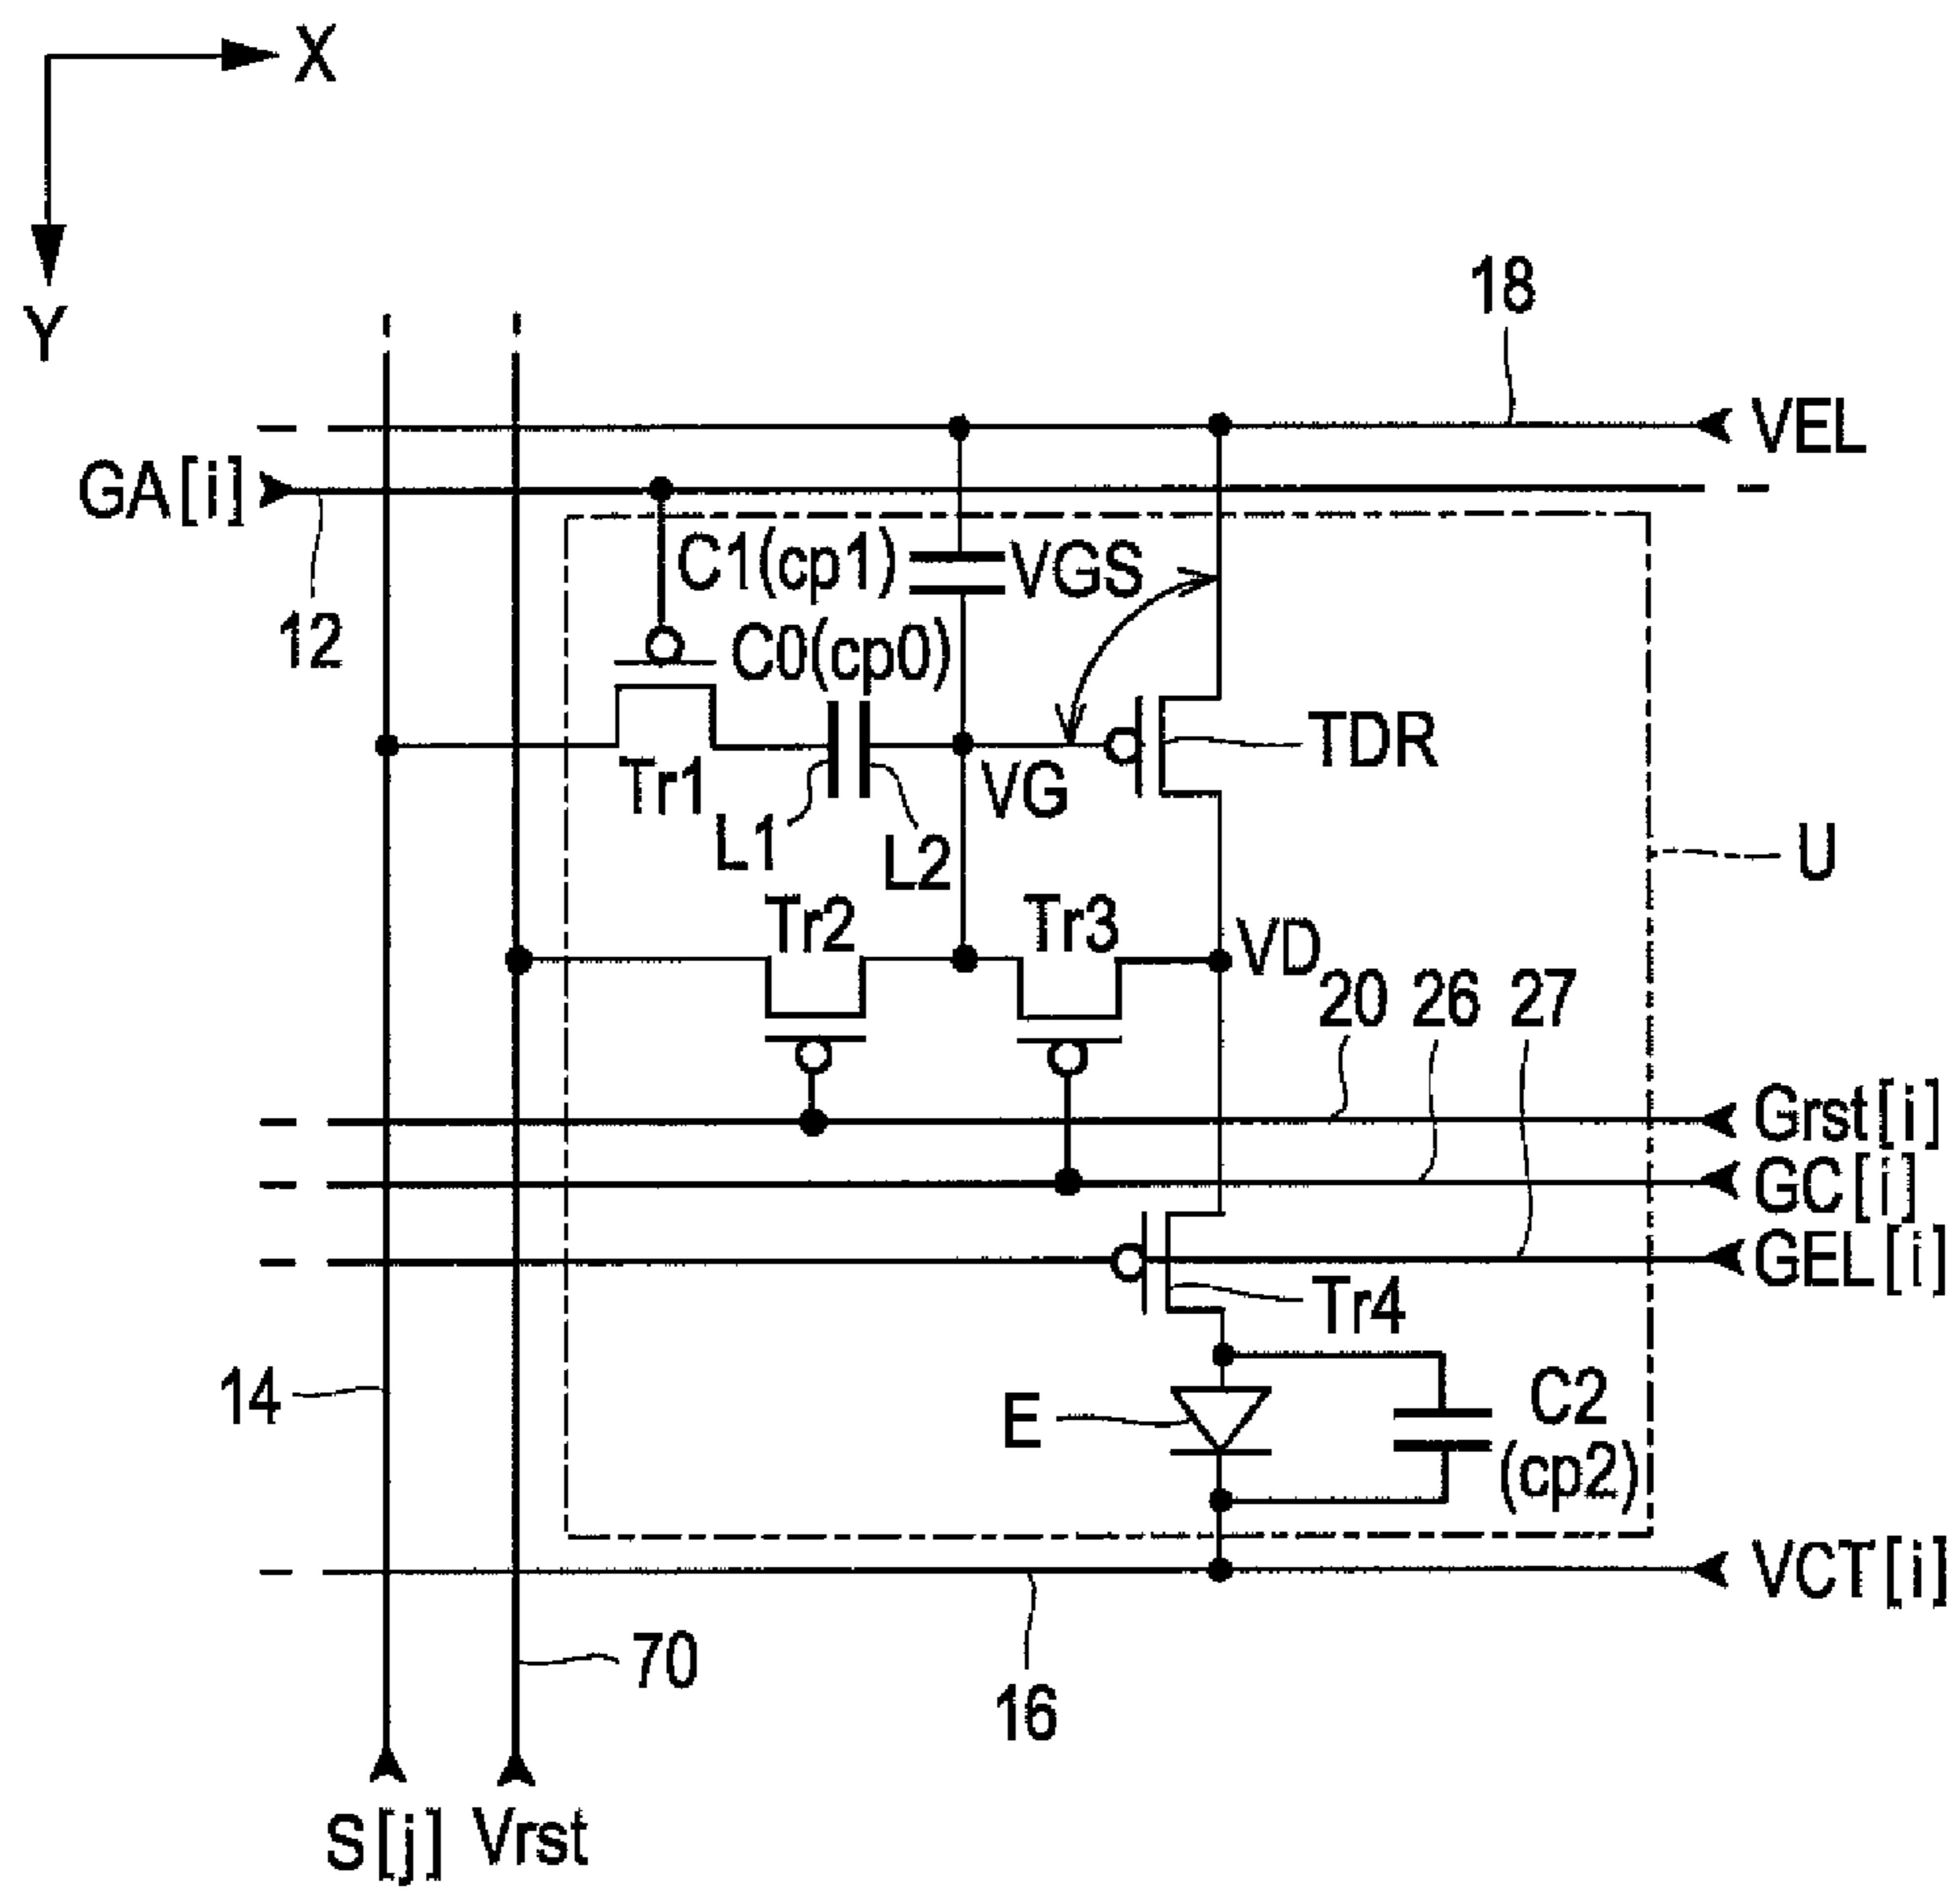 X
Y
18
VEL
GA[i]
C1(cp1)
VGS
12
C0(cp0)
TDR
Tr1
VG
L1
L2
U
Tr2
Tr3
VD
20
26
27
Grst[i]
GC[i]
GEL[i]
Tr4
14
E
C2
(cp2)
VCT[i]
70
16
S[j]
Vrst